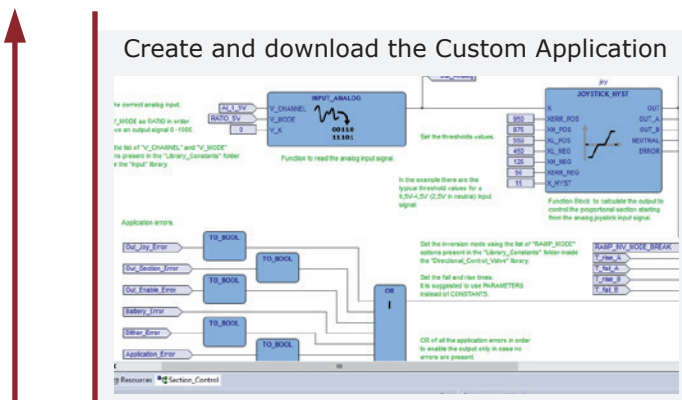 Create and download the Custom Application
joy
INPUT_ANALOG
V_CHANNEL
V_MODE
V_K
00110
11101
AI_1_5V
RATIO_5V
0
he correct analog input.
V_MODE as RATIO in order
ve an output signal 0 -1000.
the list of "V_CHANNEL" and "V_MODE"
ns present in the "Library_Constants" folder
e the "Input" library.
Function to read the analog input signal.
JOYSTICK_HYST
X
XERR_POS
XH_POS
XL_POS
XL_NEG
XH_NEG
XERR_NEG
X_HYST
OUT
OUT_A
OUT_B
NEUTRAL
ERROR
950
875
550
450
125
50
15
Set the thresholds values.
In the example there are the
typical threshold values for a
0,5V-4,5V (2,5V in neutral) input
signal.
Function Block to calculate the output to
control the proportional section starting
from the analog joystick input signal.
Application errors.
Out_Joy_Error
TO_BOOL
Out_Section_Error
TO_BOOL
Out_Enable_Error
TO_BOOL
Battery_Error
Dither_Error
TO_BOOL
Application_Error
TO_BOOL
OR
Set the inversion mode using the list of "RAMP_MODE"
options present in the "Library_Constants" folder inside
the "Directional_Control_Valve" library.
Set the fall and rise times.
It is suggested to use PARAMETERS
instead of CONSTANTS.
RAMP_INV_MODE_BREAK
T_rise_A
T_fall_A
T_rise_B
T_fall_B
OR of all the application errors in order
to enable the output only in case no
errors are present.
Resources
Section_Control